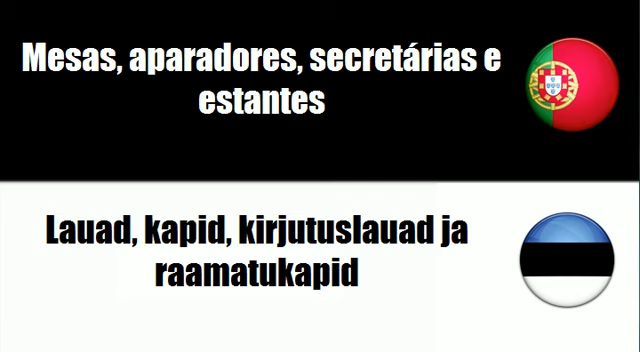 Mesas, aparadores, secretárias e
estantes
Lauad, kapid, kirjutuslauad ja
raamatukapid